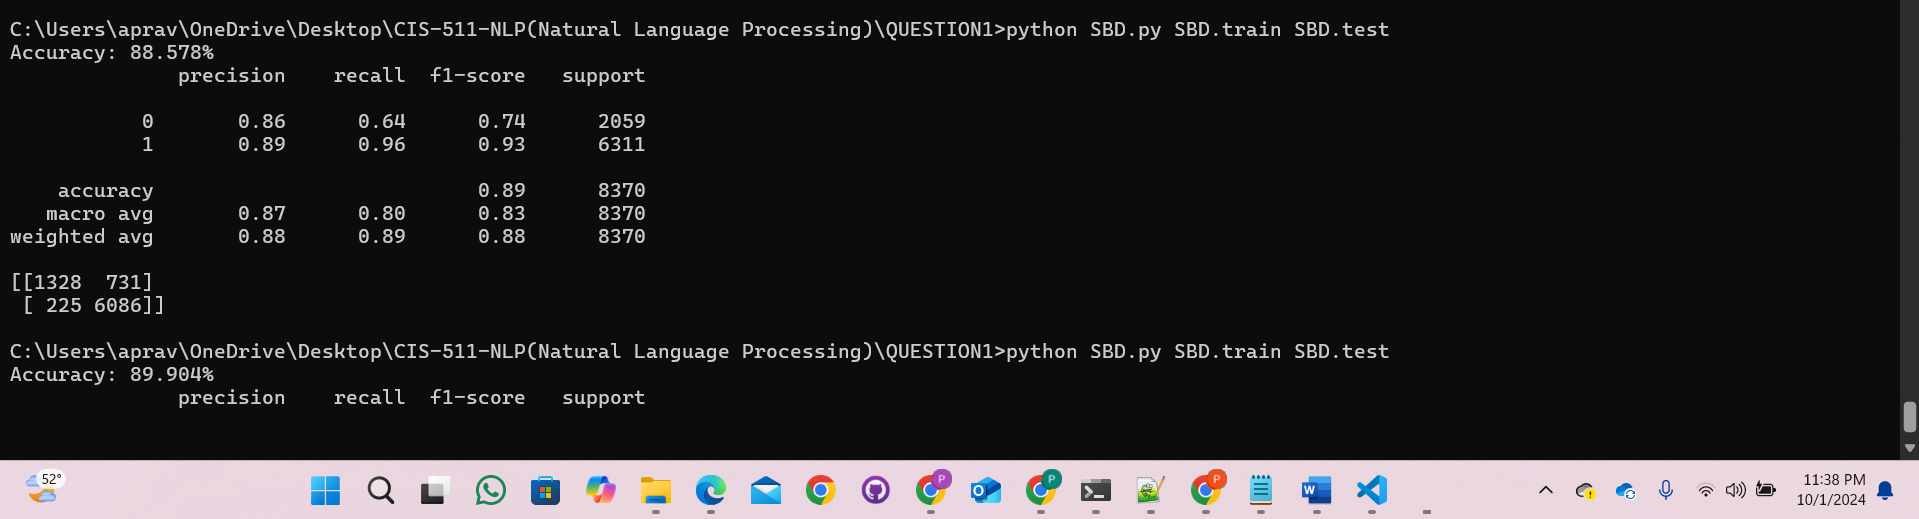 C:\Users\aprav\OneDrive\Desktop\CIS-511-NLP(Natural Language Processing)\QUESTION1>python SBD.py SBD.train SBD.test
Accuracy: 88.578%
precision    recall  f1-score   support
0       0.86      0.64      0.74      2059
1       0.89      0.96      0.93      6311
accuracy                           0.89      8370
macro avg       0.87      0.80      0.83      8370
weighted avg       0.88      0.89      0.88      8370
[[1328  731]
[ 225 6086]]
C:\Users\aprav\OneDrive\Desktop\CIS-511-NLP(Natural Language Processing)\QUESTION1>python SBD.py SBD.train SBD.test
Accuracy: 89.904%
precision    recall  f1-score   support
52°
P
P
P
O
W
11:38 PM
10/1/2024